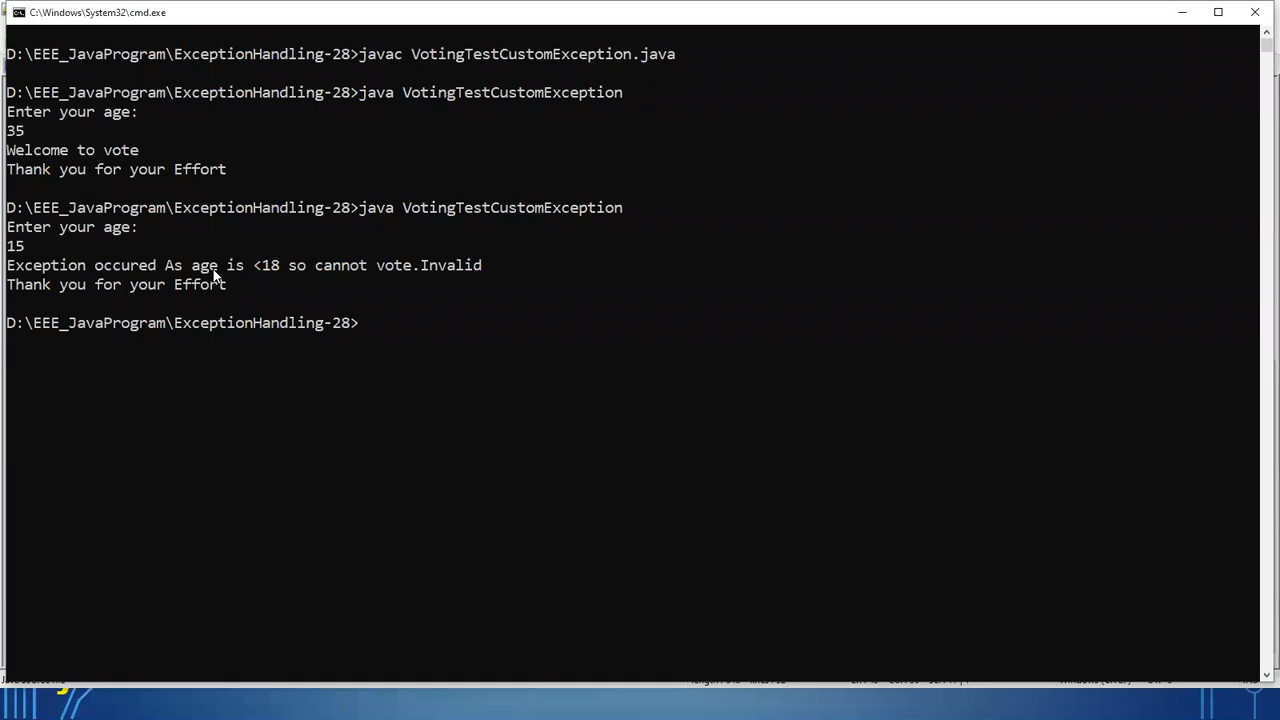 C:\Windows\System32\cmd.exe
D:\EEE_JavaProgram\ExceptionHandling-28>javac VotingTestCustomException.java
D:\EEE_JavaProgram\ExceptionHandling-28>java VotingTestCustomException
Enter your age:
35
Welcome to vote
Thank you for your Effort
D:\EEE_JavaProgram\ExceptionHandling-28>java VotingTestCustomException
Enter your age:
15
Exception occured As age is <18 so cannot vote.Invalid
Thank you for your Effort
D:\EEE_JavaProgram\ExceptionHandling-28>